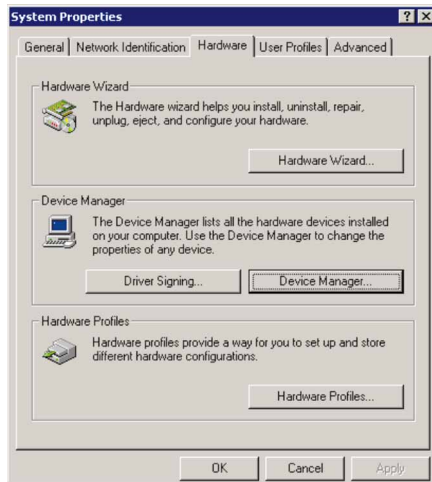 System Properties
General
Network Identification
Hardware
User Profiles
Advanced
Hardware Wizard
The Hardware wizard helps you install, uninstall, repair,
unplug, eject, and configure your hardware.
Hardware Wizard...
Device Manager
The Device Manager lists all the hardware devices installed
on your computer. Use the Device Manager to change the
properties of any device.
Driver Signing...
Device Manager...
Hardware Profiles
Hardware profiles provide a way for you to set up and store
different hardware configurations.
Hardware Profiles...
OK
Cancel
Apply